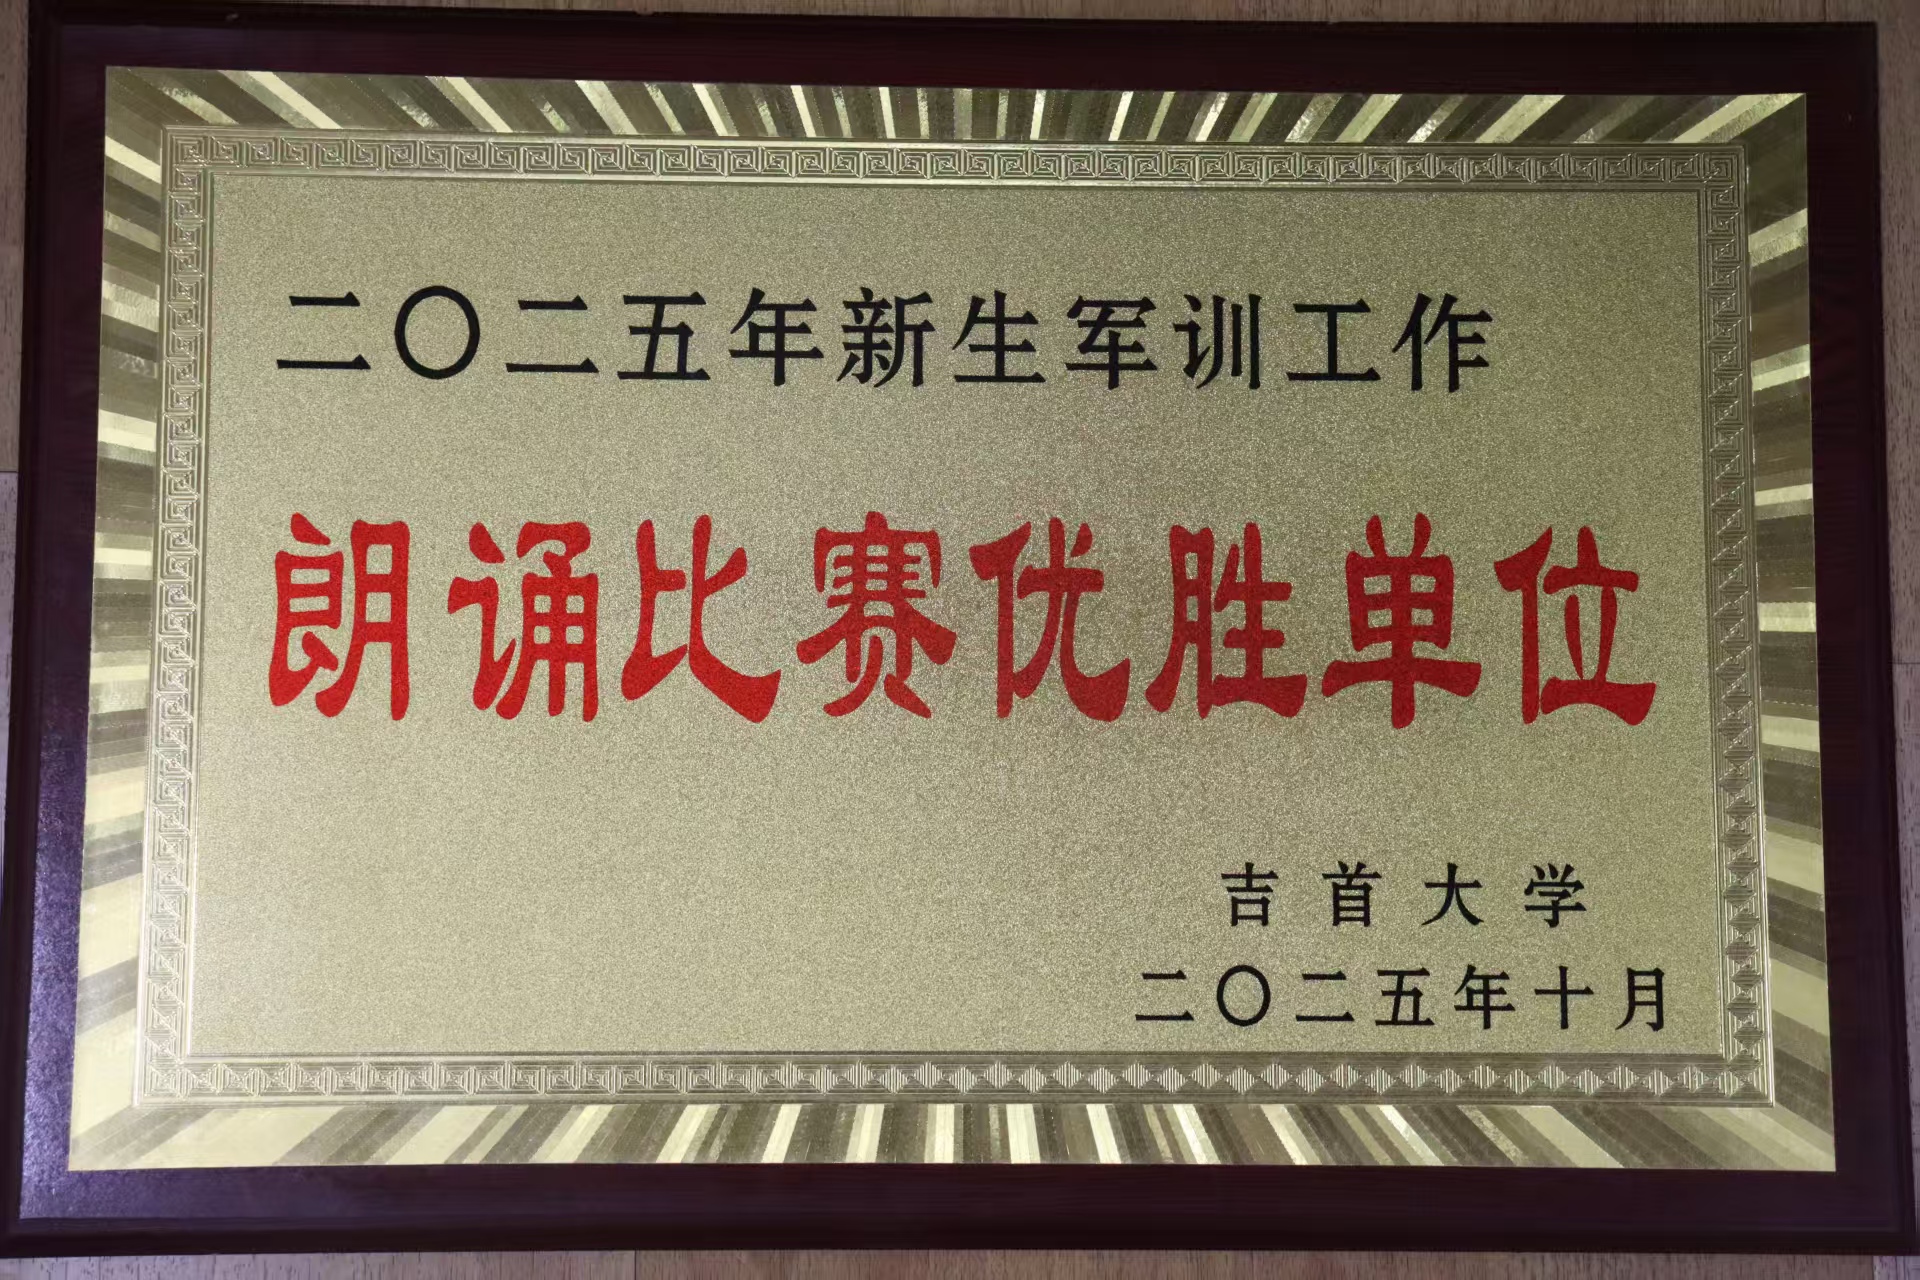 二〇二五年新生军训工作
朗诵比赛优胜单位
吉首大学
二〇二五年十月